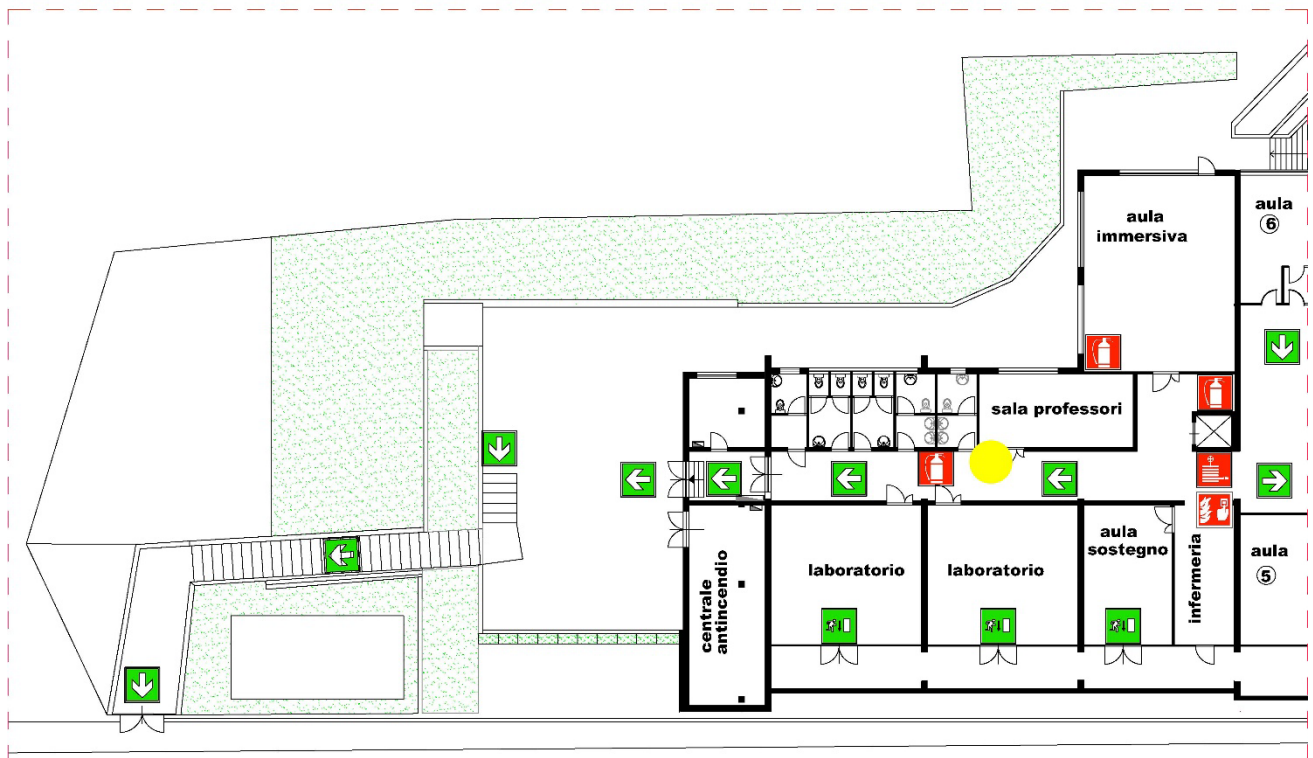 aula
immersiva
aula
6
sala professori
aula
sostegno
laboratorio
laboratorio
infermeria
aula
5
centrale
antincendio